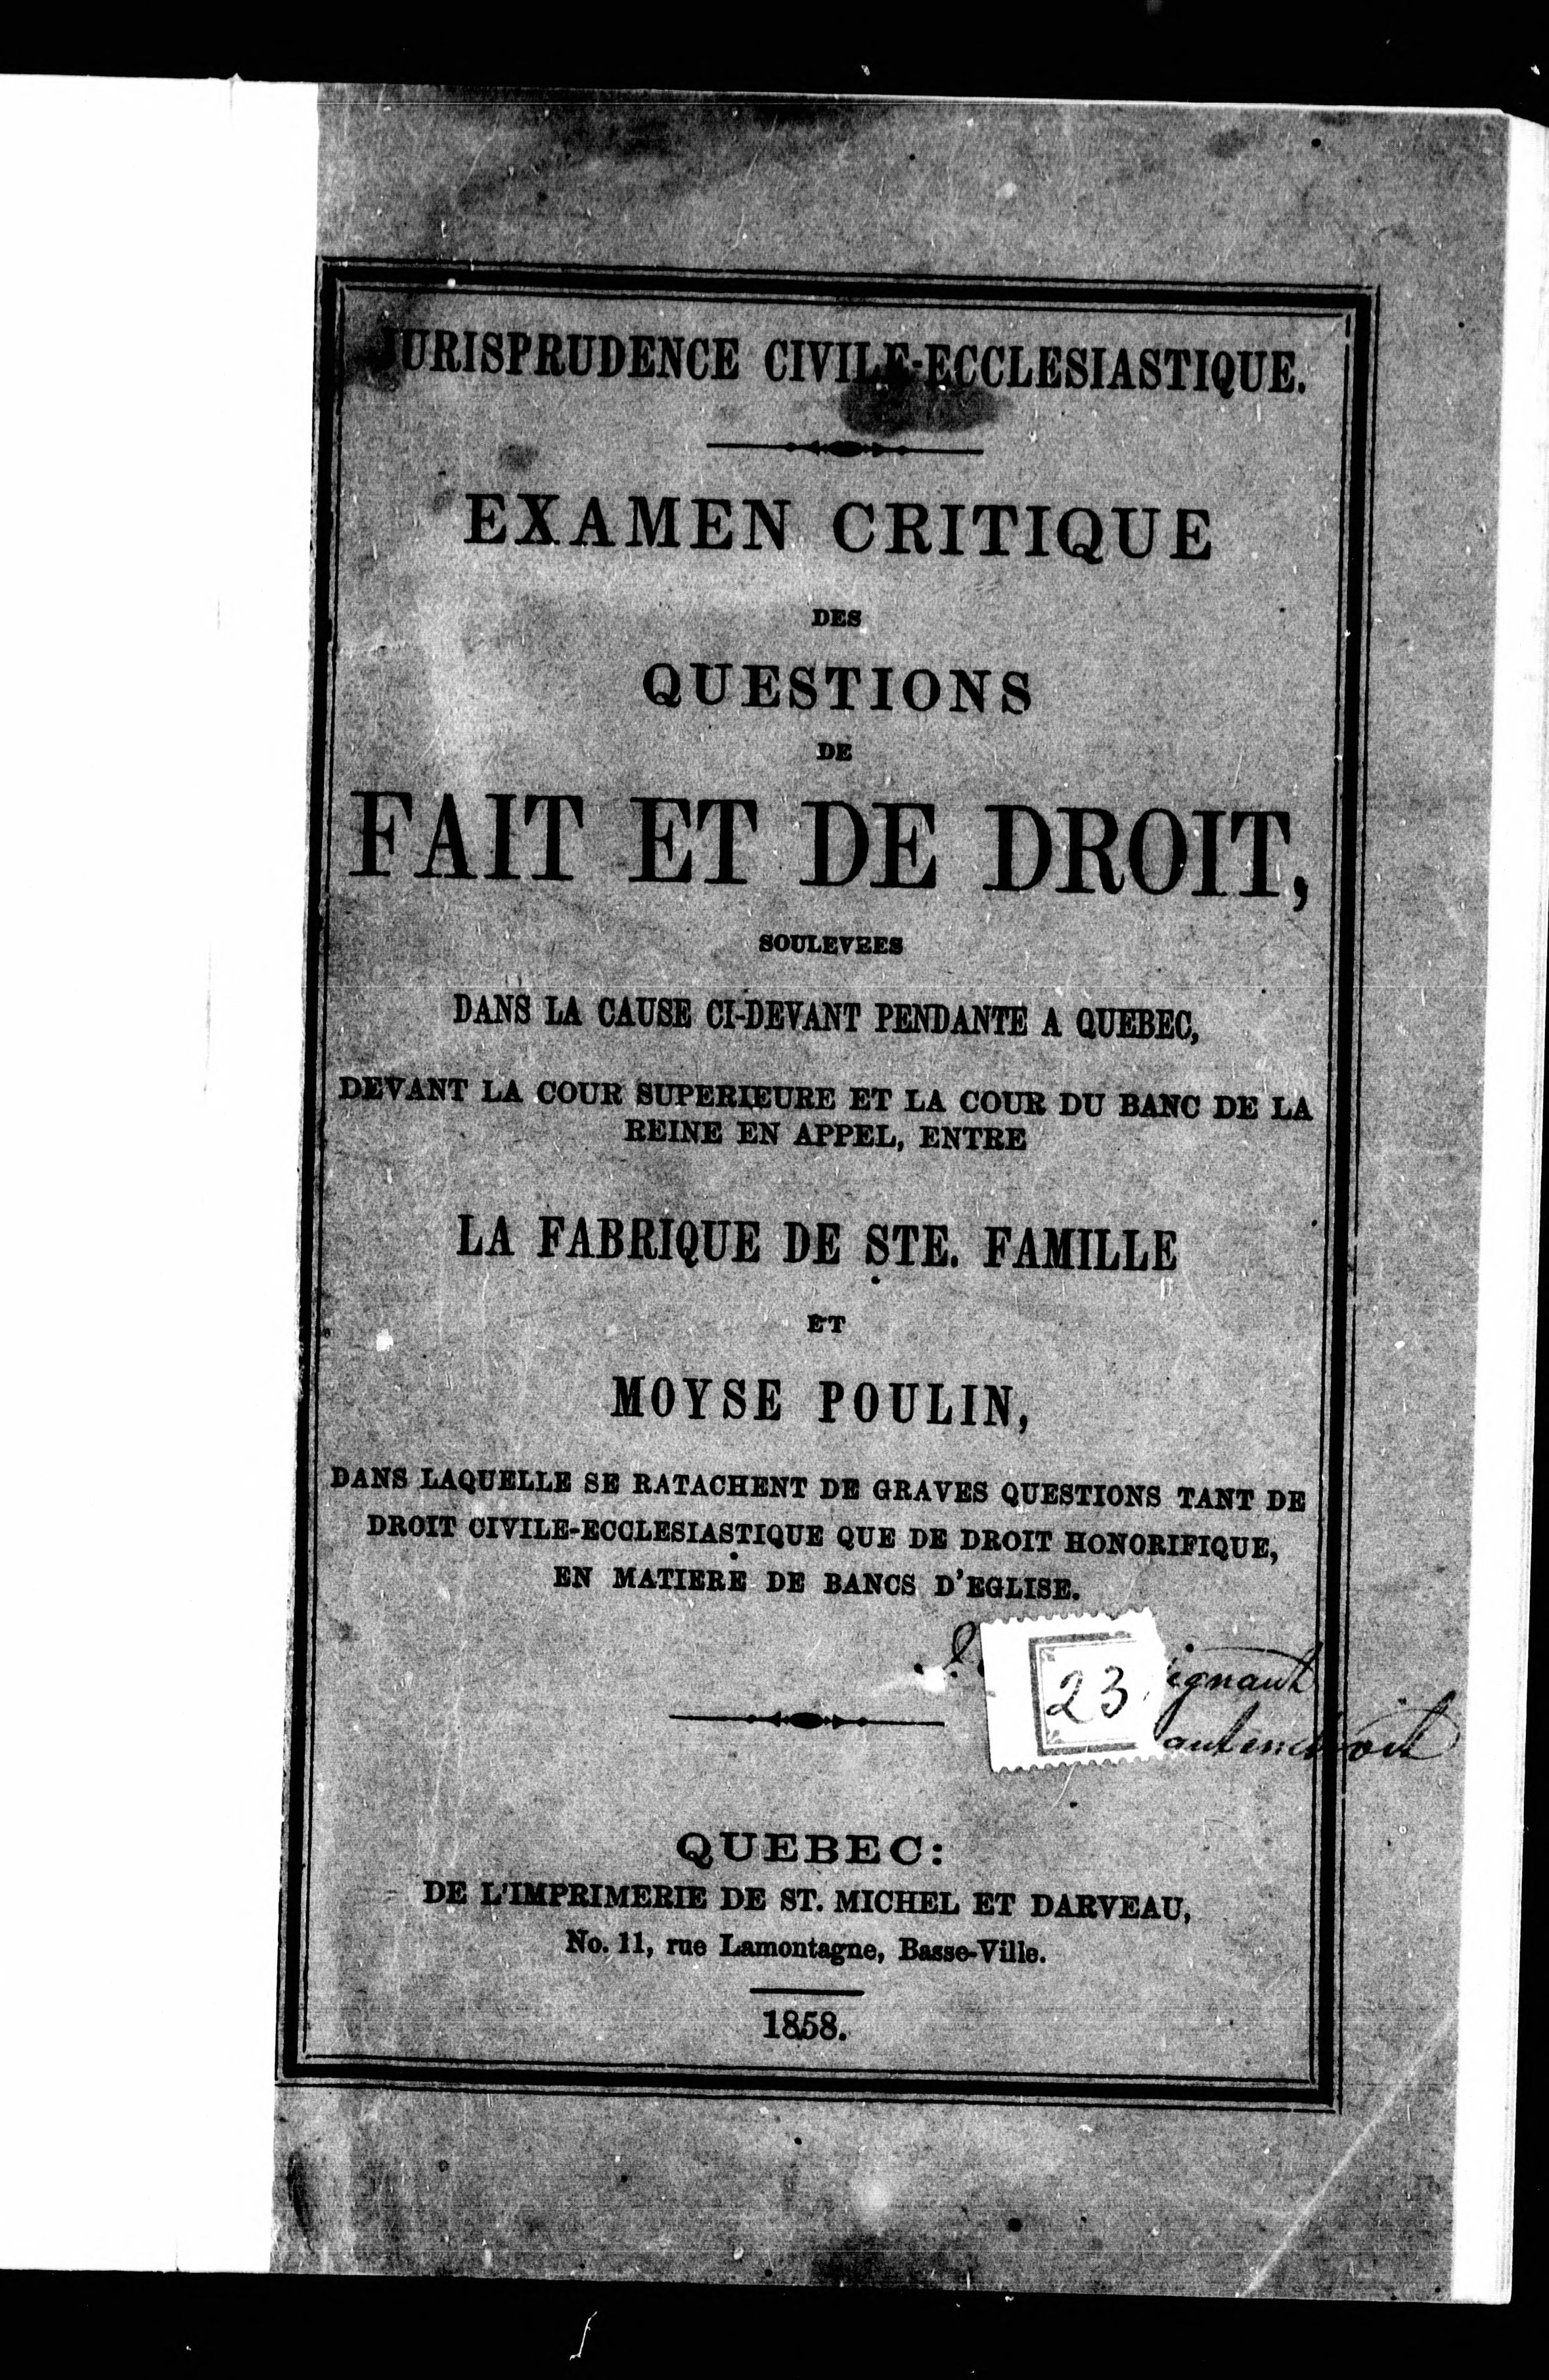 JURISPRUDENCE CIVILE-ECCLESIASTIQUE.
EXAMEN CRITIQUE
DES
QUESTIONS
DE
FAIT ET DE DROIT,
SOULEVEES
DANS LA CAUSE CI-DEVANT PENDANTE A QUEBEC,
DEVANT LA COUR SUPERIEURE ET LA COUR DU BANC DE LA
REINE EN APPEL, ENTRE
LA FABRIQUE DE STE. FAMILLE
ET
MOYSE POULIN,
DANS LAQUELLE SE RATACHENT DE GRAVES QUESTIONS TANT DE
DROIT CIVILE-ECCLESIASTIQUE QUE DE DROIT HONORIFIQUE,
EN MATIERE DE BANCS D'EGLISE.
23
QUEBEC:
DE L'IMPRIMERIE DE ST. MICHEL ET DARVEAU,
No. 11, rue Lamontagne, Basse-Ville.
1858.